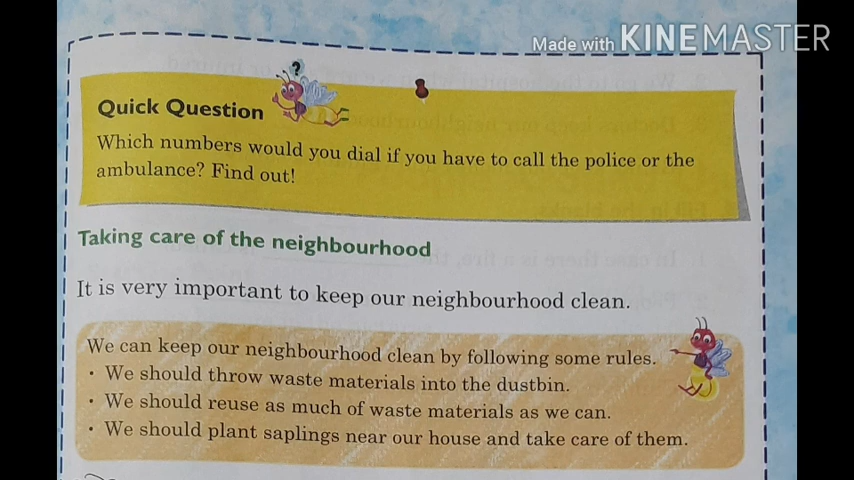 Made with KINEMASTER
?
Quick Question
Which numbers would you dial if you have to call the police or the
ambulance? Find out!
Taking care of the neighbourhood
It is very important to keep our neighbourhood clean.
We can keep our neighbourhood clean by following some rules.
• We should throw waste materials into the dustbin.
• We should reuse as much of waste materials as we can.
• We should plant saplings near our house and take care of them.